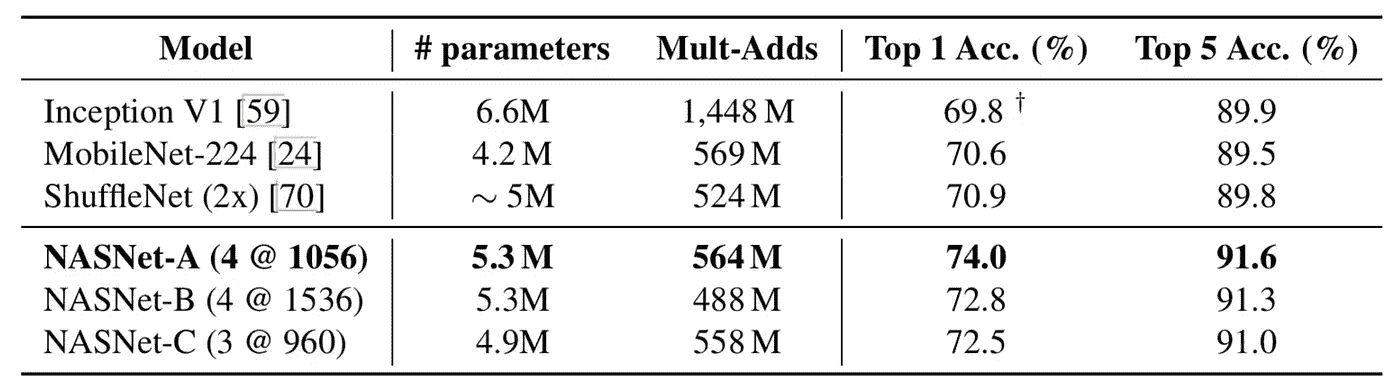 Model # parameters Mult-Adds Top 1 Acc. (%) Top 5 Acc. (%)
Inception V1 [59] 6.6M 1,448 M 69.8 † 89.9
MobileNet-224 [24] 4.2 M 569 M 70.6 89.5
ShuffleNet (2x) [70] ~ 5M 524 M 70.9 89.8
NASNet-A (4 @ 1056) 5.3 M 564 M 74.0 91.6
NASNet-B (4 @ 1536) 5.3M 488 M 72.8 91.3
NASNet-C (3 @ 960) 4.9M 558 M 72.5 91.0